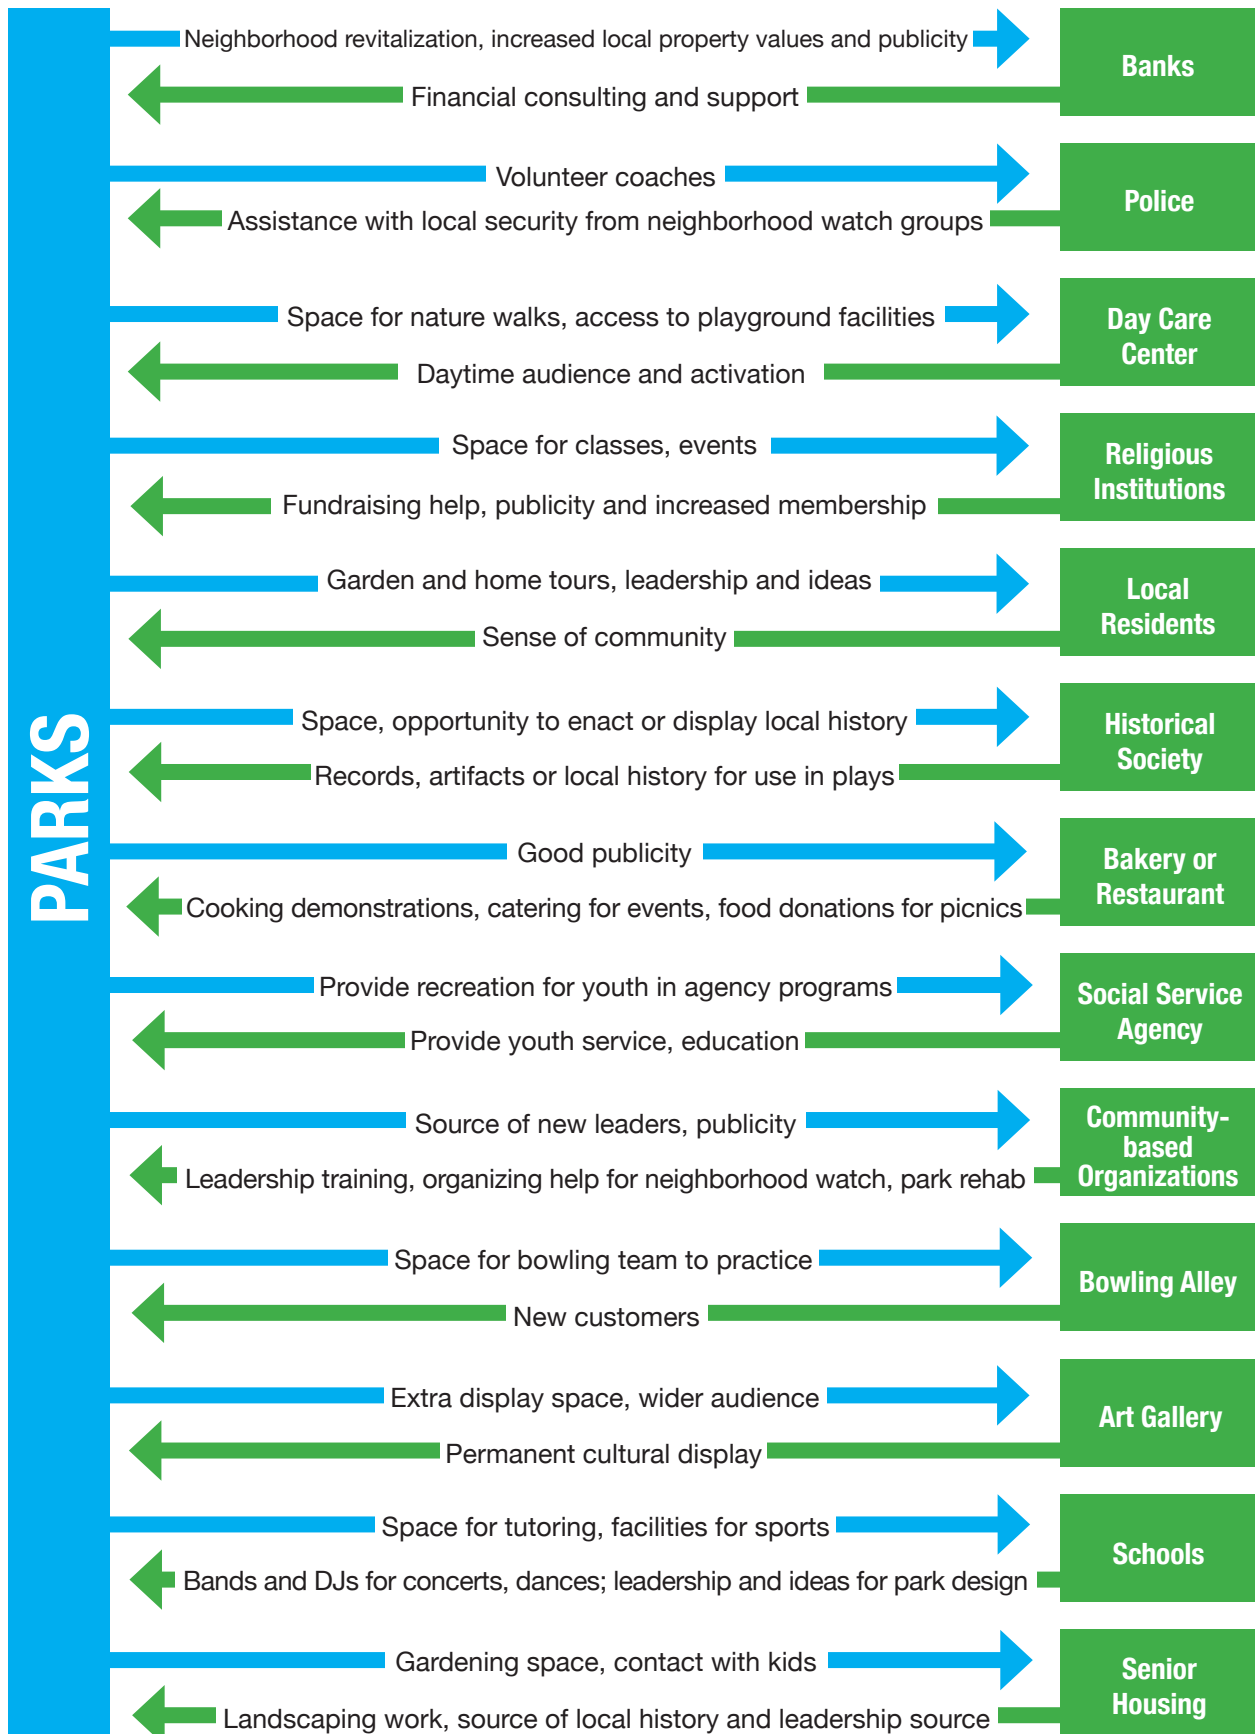 PARKS
Neighborhood revitalization, increased local property values and publicity
Banks
Financial consulting and support
Volunteer coaches
Police
Assistance with local security from neighborhood watch groups
Space for nature walks, access to playground facilities
Day Care
Center
Daytime audience and activation
Space for classes, events
Religious
Institutions
Fundraising help, publicity and increased membership
Garden and home tours, leadership and ideas
Local
Residents
Sense of community
Space, opportunity to enact or display local history
Historical
Society
Records, artifacts or local history for use in plays
Good publicity
Bakery or
Restaurant
Cooking demonstrations, catering for events, food donations for picnics
Provide recreation for youth in agency programs
Social Service
Agency
Provide youth service, education
Source of new leaders, publicity
Community-
based
Organizations
Leadership training, organizing help for neighborhood watch, park rehab
Space for bowling team to practice
Bowling Alley
New customers
Extra display space, wider audience
Art Gallery
Permanent cultural display
Space for tutoring, facilities for sports
Schools
Bands and DJs for concerts, dances; leadership and ideas for park design
Gardening space, contact with kids
Senior
Housing
Landscaping work, source of local history and leadership source